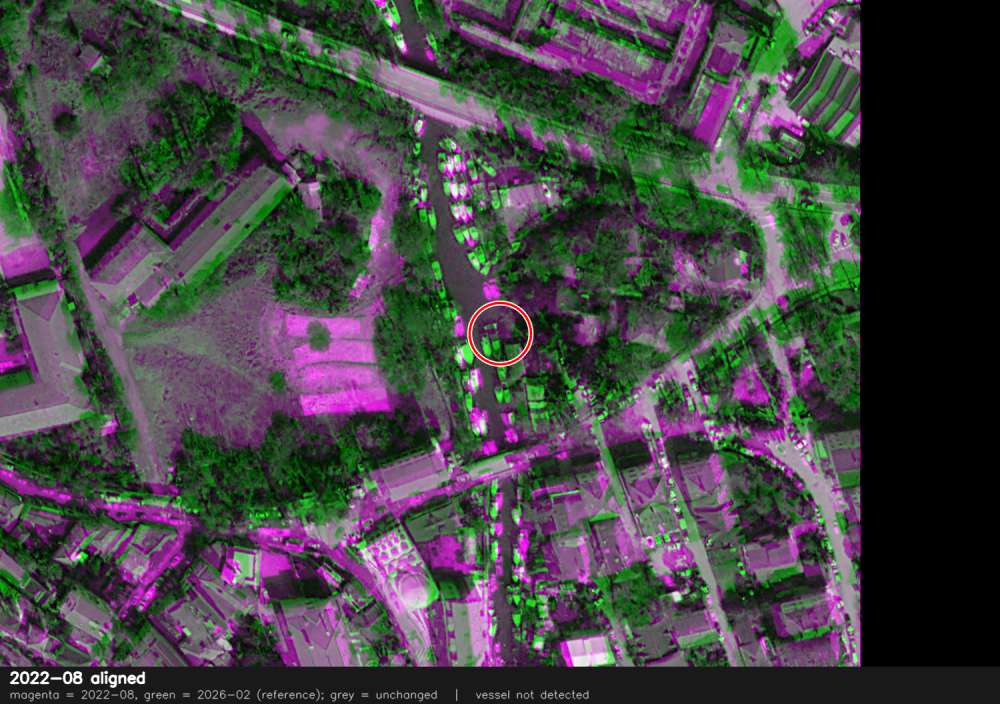 2022-08 aligned
magenta = 2022-08, green = 2026-02 (reference); grey = unchanged | vessel not detected